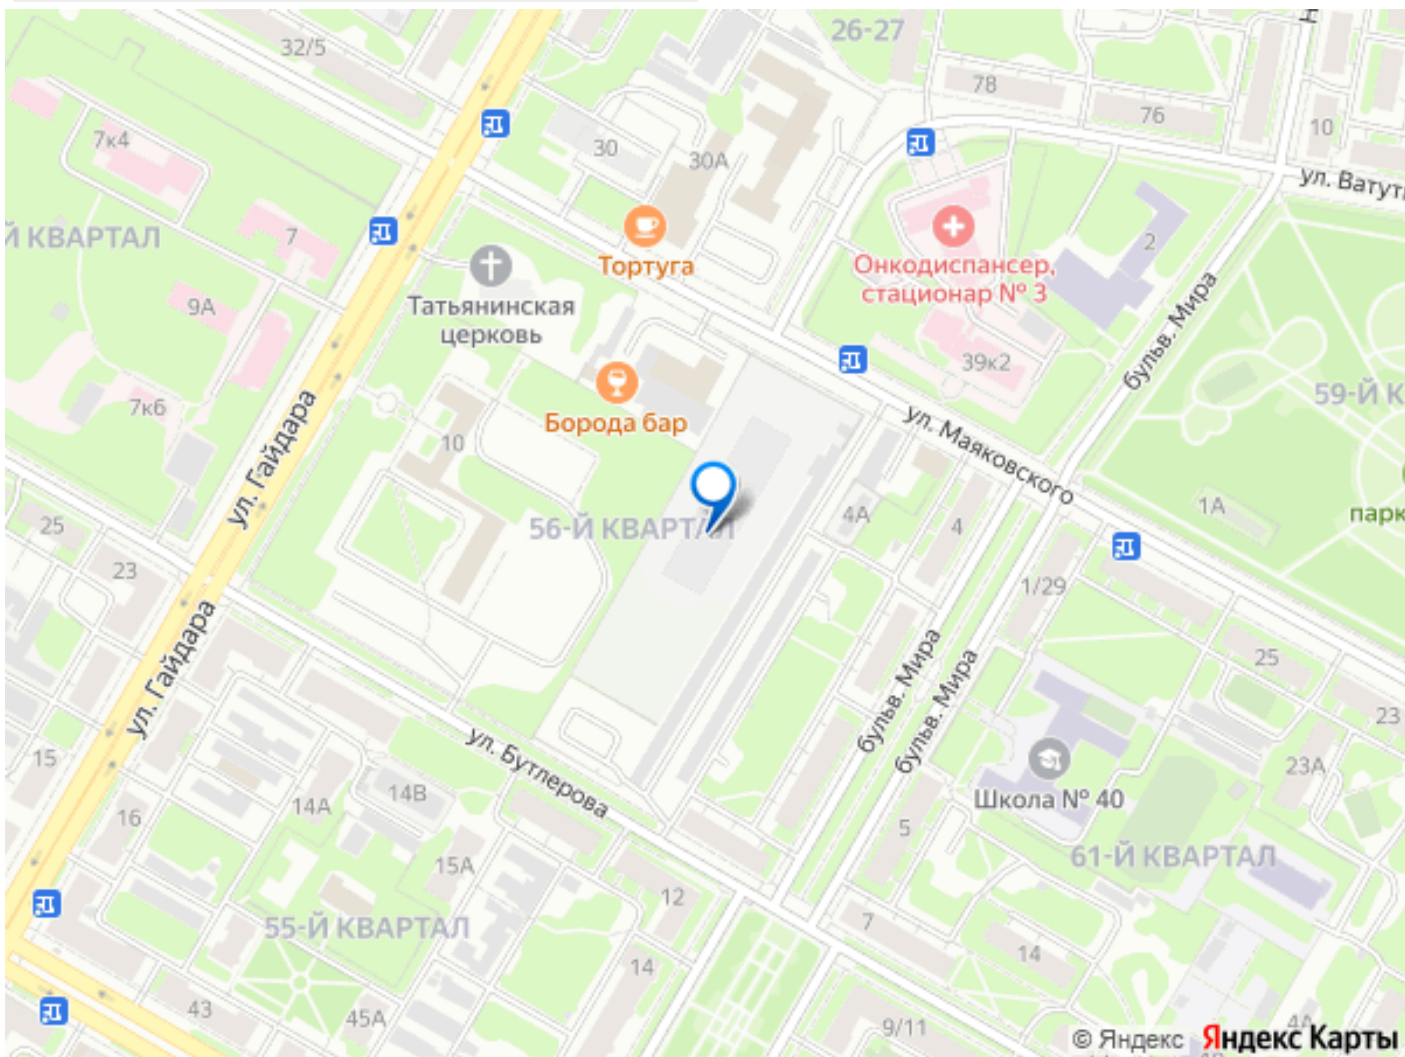 32/5
26-27
78
76
10
7к4
30
30А
ул. Ватут
Й КВАРТАЛ
7
2
Тортуга
Онкодиспансер,
стационар № 3
Татьянинская
церковь
9А
бульв. Мира
39к2
59-Й К
7к6
Борода бар
ул. Маяковского
ул. Гайдара
10
1А
парк
25
56-Й КВАРТАЛ
4А
4
23
1/29
ул. Гайдара
бульв. Мира
бульв. Мира
25
23
ул. Бутлерова
15
23А
14А
14В
Школа № 40
16
5
15А
61-Й КВАРТАЛ
12
55-Й КВАРТАЛ
7
14
14
43
45А
9/11
4А
© Яндекс Яндекс Карты